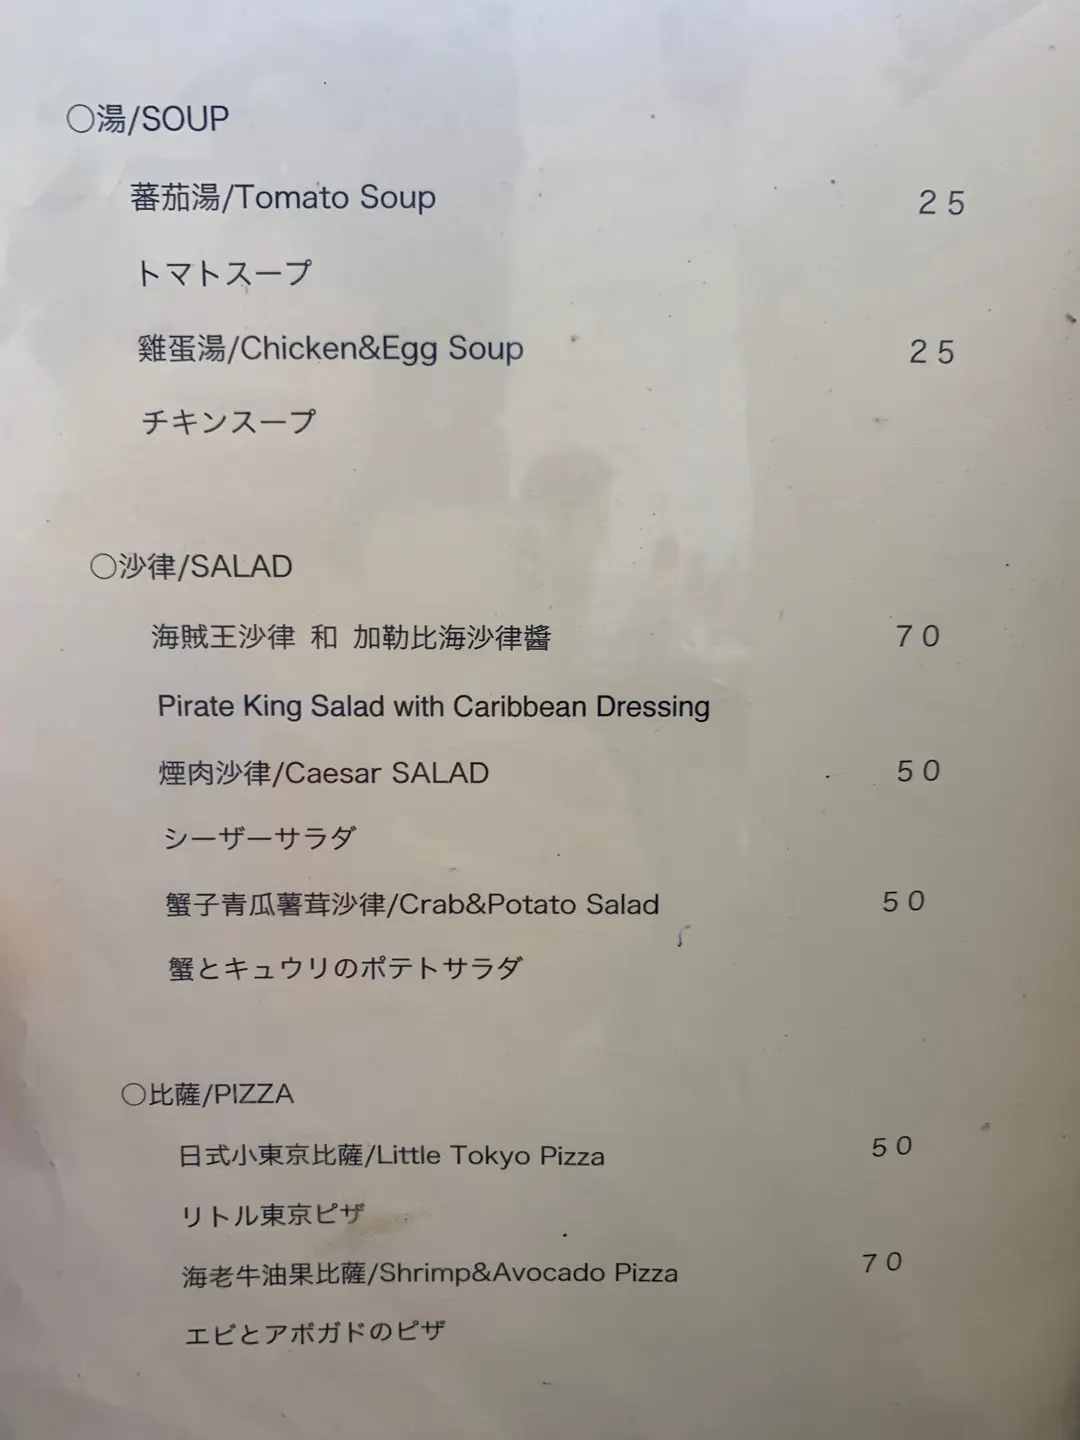 ○湯/SOUP
蕃茄湯/Tomato Soup 25
トマトスープ
雞蛋湯/Chicken&Egg Soup 25
チキンスープ
○沙律/SALAD
海賊王沙律 和 加勒比海沙律醬 70
Pirate King Salad with Caribbean Dressing
煙肉沙律/Caesar SALAD 50
シーザーサラダ
蟹子青瓜薯茸沙律/Crab&Potato Salad 50
蟹とキュウリのポテトサラダ
○比薩/PIZZA
日式小東京比薩/Little Tokyo Pizza 50
リトル東京ピザ
海老牛油果比薩/Shrimp&Avocado Pizza 70
エビとアボガドのピザ